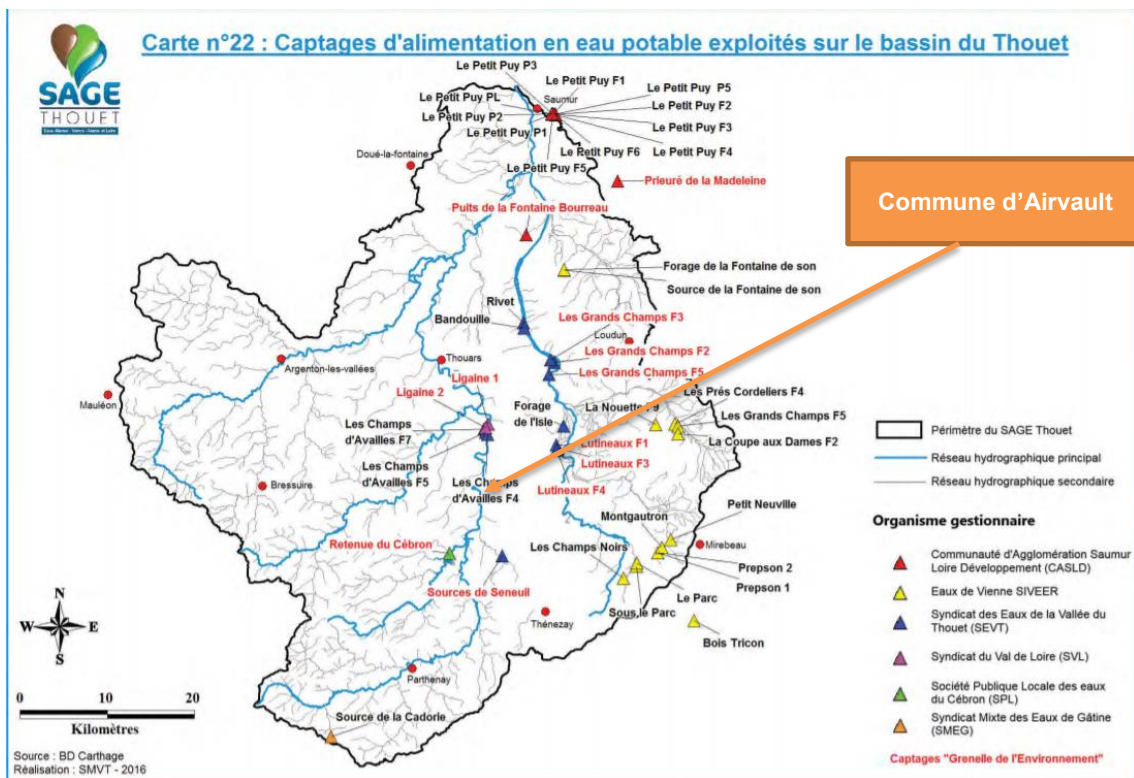 Carte n°22 : Captages d'alimentation en eau potable exploités sur le bassin du Thouet
SAGE
THOUET
Le Petit Puy P3
Le Petit Puy F1
Saumur
Le Petit Puy PL
Le Petit Puy P5
Le Petit Puy P2
Le Petit Puy F2
Le Petit Puy P1
Le Petit Puy F3
Le Petit Puy F6
Le Petit Puy F4
Le Petit Puy F5
Doué-la-fontaine
Prieuré de la Madeleine
Commune d'Airvault
Puits de la Fontaine Bourreau
Forage de la Fontaine de son
Source de la Fontaine de son
Rivet
Bandouille
Les Grands Champs F3
Loudun
Les Grands Champs F2
Thouars
Argenton-les-vallées
Les Grands Champs F5
Ligaine 1
Ligaine 2
Mauléon
Les Prés Cordeliers F4
La Nouette F9
Forage
de l'Isle
Les Grands Champs F5
Les Champs
d'Availles F7
La Coupe aux Dames F2
Lutineaux F1
Lutineaux F3
Les Champs
d'Availles F5
Les Champs
d'Availles F4
Lutineaux F4
Bressuire
Petit Neuville
Montgautron
Mirebeau
Retenue du Cébron
Les Champs Noirs
Prepson 2
Prepson 1
Sources de Seneuil
Le Parc
Sous le Parc
Thénezay
Bois Tricon
Parthenay
Source de la Cadorie
N
W
E
S
0
10
20
Kilomètres
Source : BD Carthage
Réalisation : SMVT - 2016
Périmètre du SAGE Thouet
Réseau hydrographique principal
Réseau hydrographique secondaire
Organisme gestionnaire
Communauté d'Agglomération Saumur
Loire Développement (CASLD)
Eaux de Vienne SIVEER
Syndicat des Eaux de la Vallée du
Thouet (SEVT)
Syndicat du Val de Loire (SVL)
Société Publique Locale des eaux
du Cébron (SPL)
Syndicat Mixte des Eaux de Gâtine
(SMEG)
Captages "Grenelle de l'Environnement"